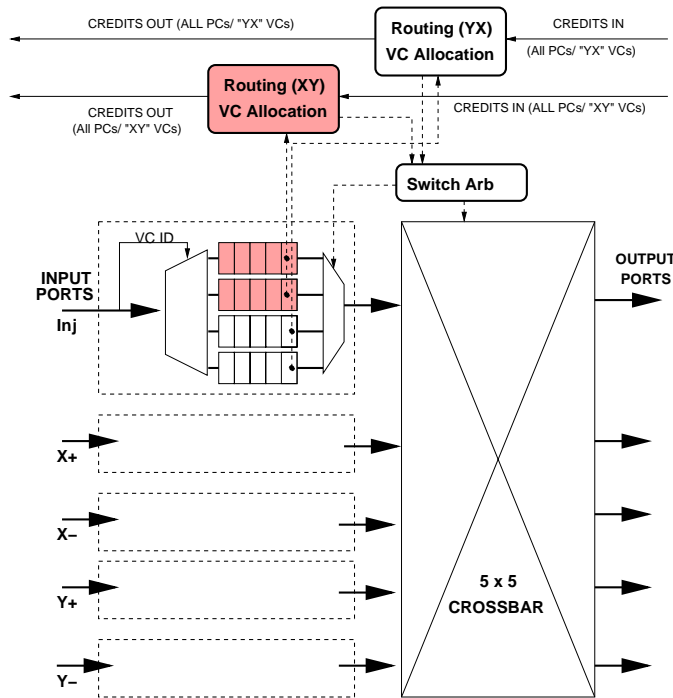 CREDITS OUT (ALL PCs/ "YX" VCs)
Routing (YX)
VC Allocation
CREDITS IN
(All PCs/ "YX" VCs)
Routing (XY)
VC Allocation
CREDITS OUT
(All PCs/ "XY" VCs)
CREDITS IN (ALL PCs/ "XY" VCs)
Switch Arb
VC ID
INPUT
PORTS
Inj
OUTPUT
PORTS
X+
X−
Y+
Y−
5 x 5
CROSSBAR